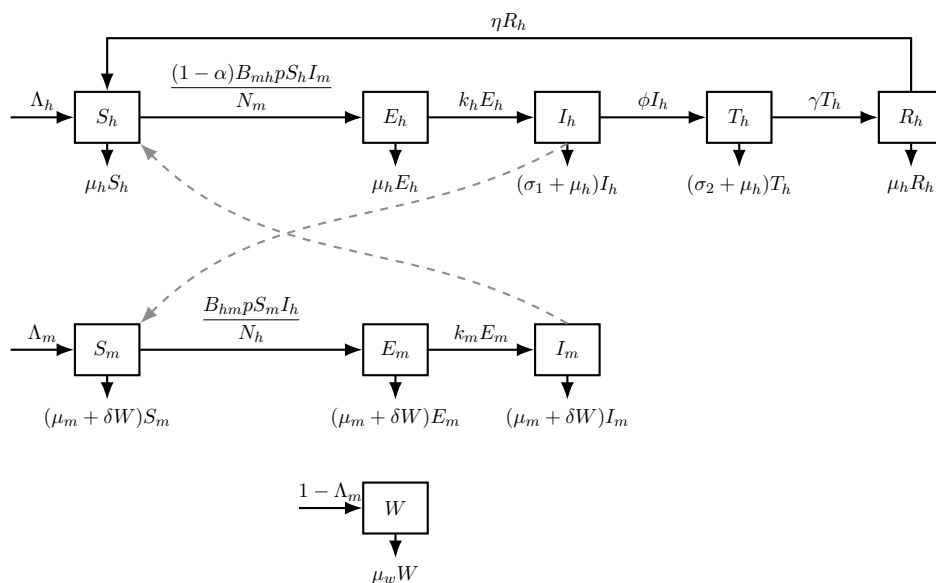 ηR_h
(1 − α)B_{mh}pS_hI_m
N_m
Λ_h S_h E_h k_hE_h I_h φI_h T_h γT_h R_h
μ_hS_h μ_hE_h (σ_1 + μ_h)I_h (σ_2 + μ_h)T_h μ_hR_h
B_{hm}pS_mI_h
N_h
Λ_m S_m E_m k_mE_m I_m
(μ_m + δW)S_m (μ_m + δW)E_m (μ_m + δW)I_m
1 − Λ_m W
μ_wW